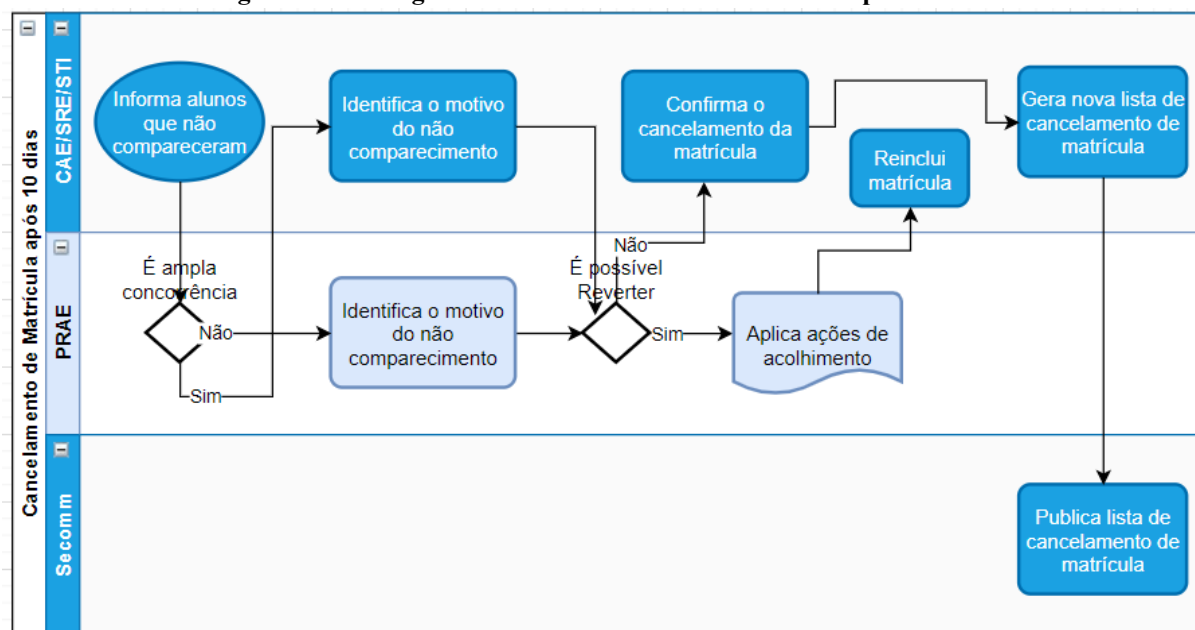 Cancelamento de Matrícula após 10 dias
CAE/SRE/STI
Informa alunos
que não
compareceram
Identifica o motivo
do não
comparecimento
Confirma o
cancelamento da
matrícula
Reinclui
matrícula
Gera nova lista de
cancelamento de
matrícula
PRAE
É ampla
concorrência
Não
Sim
Identifica o motivo
do não
comparecimento
É possível
Reverter
Não
Sim
Aplica ações de
acolhimento
Secomm
Publica lista de
cancelamento de
matrícula